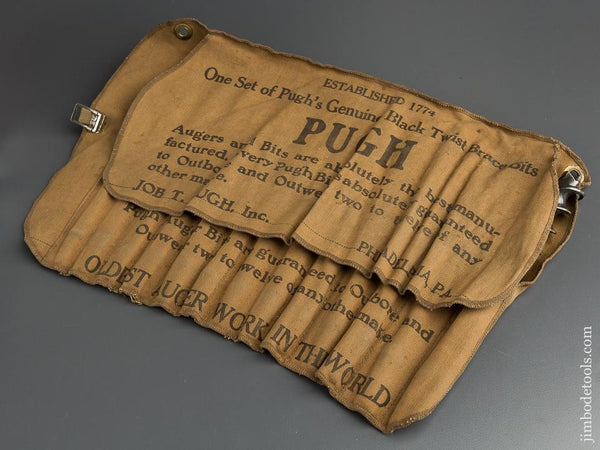 ESTABLISHED 1774
One Set of Pugh's Genuine Black Twist Brace Bits
PUGH
Augers and Bits are absolutely the best manu-
factured, every Pugh Bit absolutely guaranteed
to Outbore and Outwear two to twelve of any
other make.
JOB T. PUGH, Inc. PHILADELPHIA, PA.
Pugh Auger Bits are guaranteed to Outbore and
Outwear two to twelve of any other make
OLDEST AUGER WORKS IN THE WORLD
jimbodetools.com